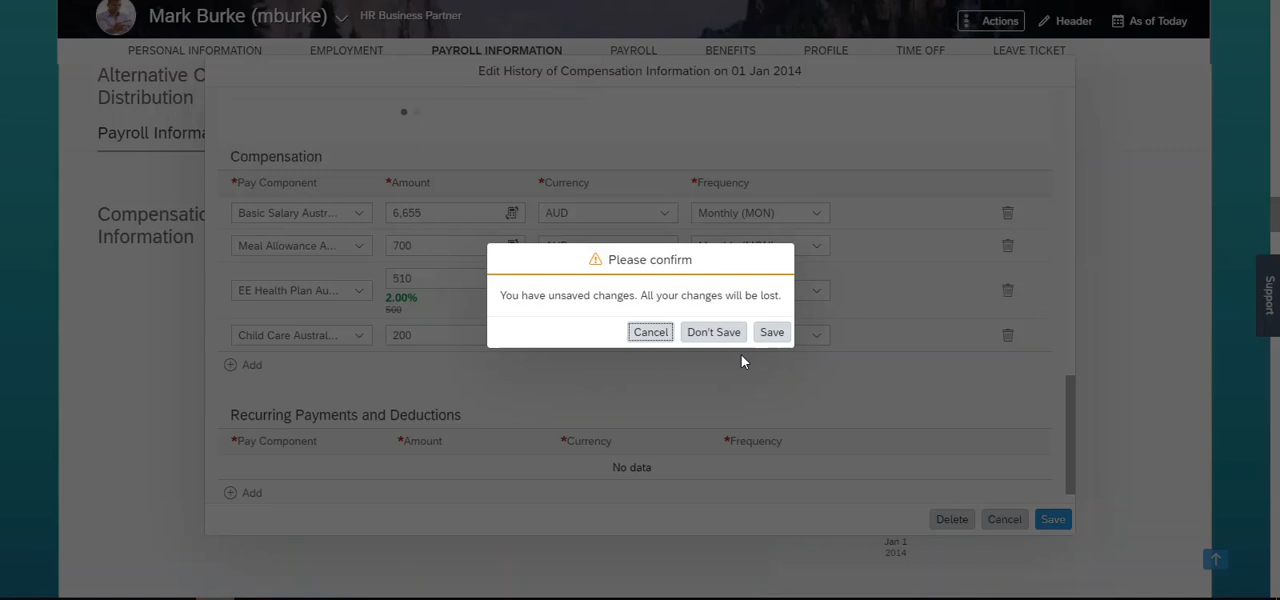 Mark Burke (mburke)
HR Business Partner
Actions
Header
As of Today
PERSONAL INFORMATION EMPLOYMENT PAYROLL INFORMATION PAYROLL BENEFITS PROFILE TIME OFF LEAVE TICKET
Alternative C
Distribution
Payroll Informa
Compensatio
Information
Edit History of Compensation Information on 01 Jan 2014
Compensation
*Pay Component *Amount *Currency *Frequency
Basic Salary Austr... 6,655 AUD Monthly (MON)
Meal Allowance A... 700
EE Health Plan Au... 510
2.00%
500
Child Care Austral... 200
Add
Please confirm
You have unsaved changes. All your changes will be lost.
Cancel Don't Save Save
Recurring Payments and Deductions
*Pay Component *Amount *Currency *Frequency
No data
Add
Delete Cancel Save
Jan 1
2014
Support